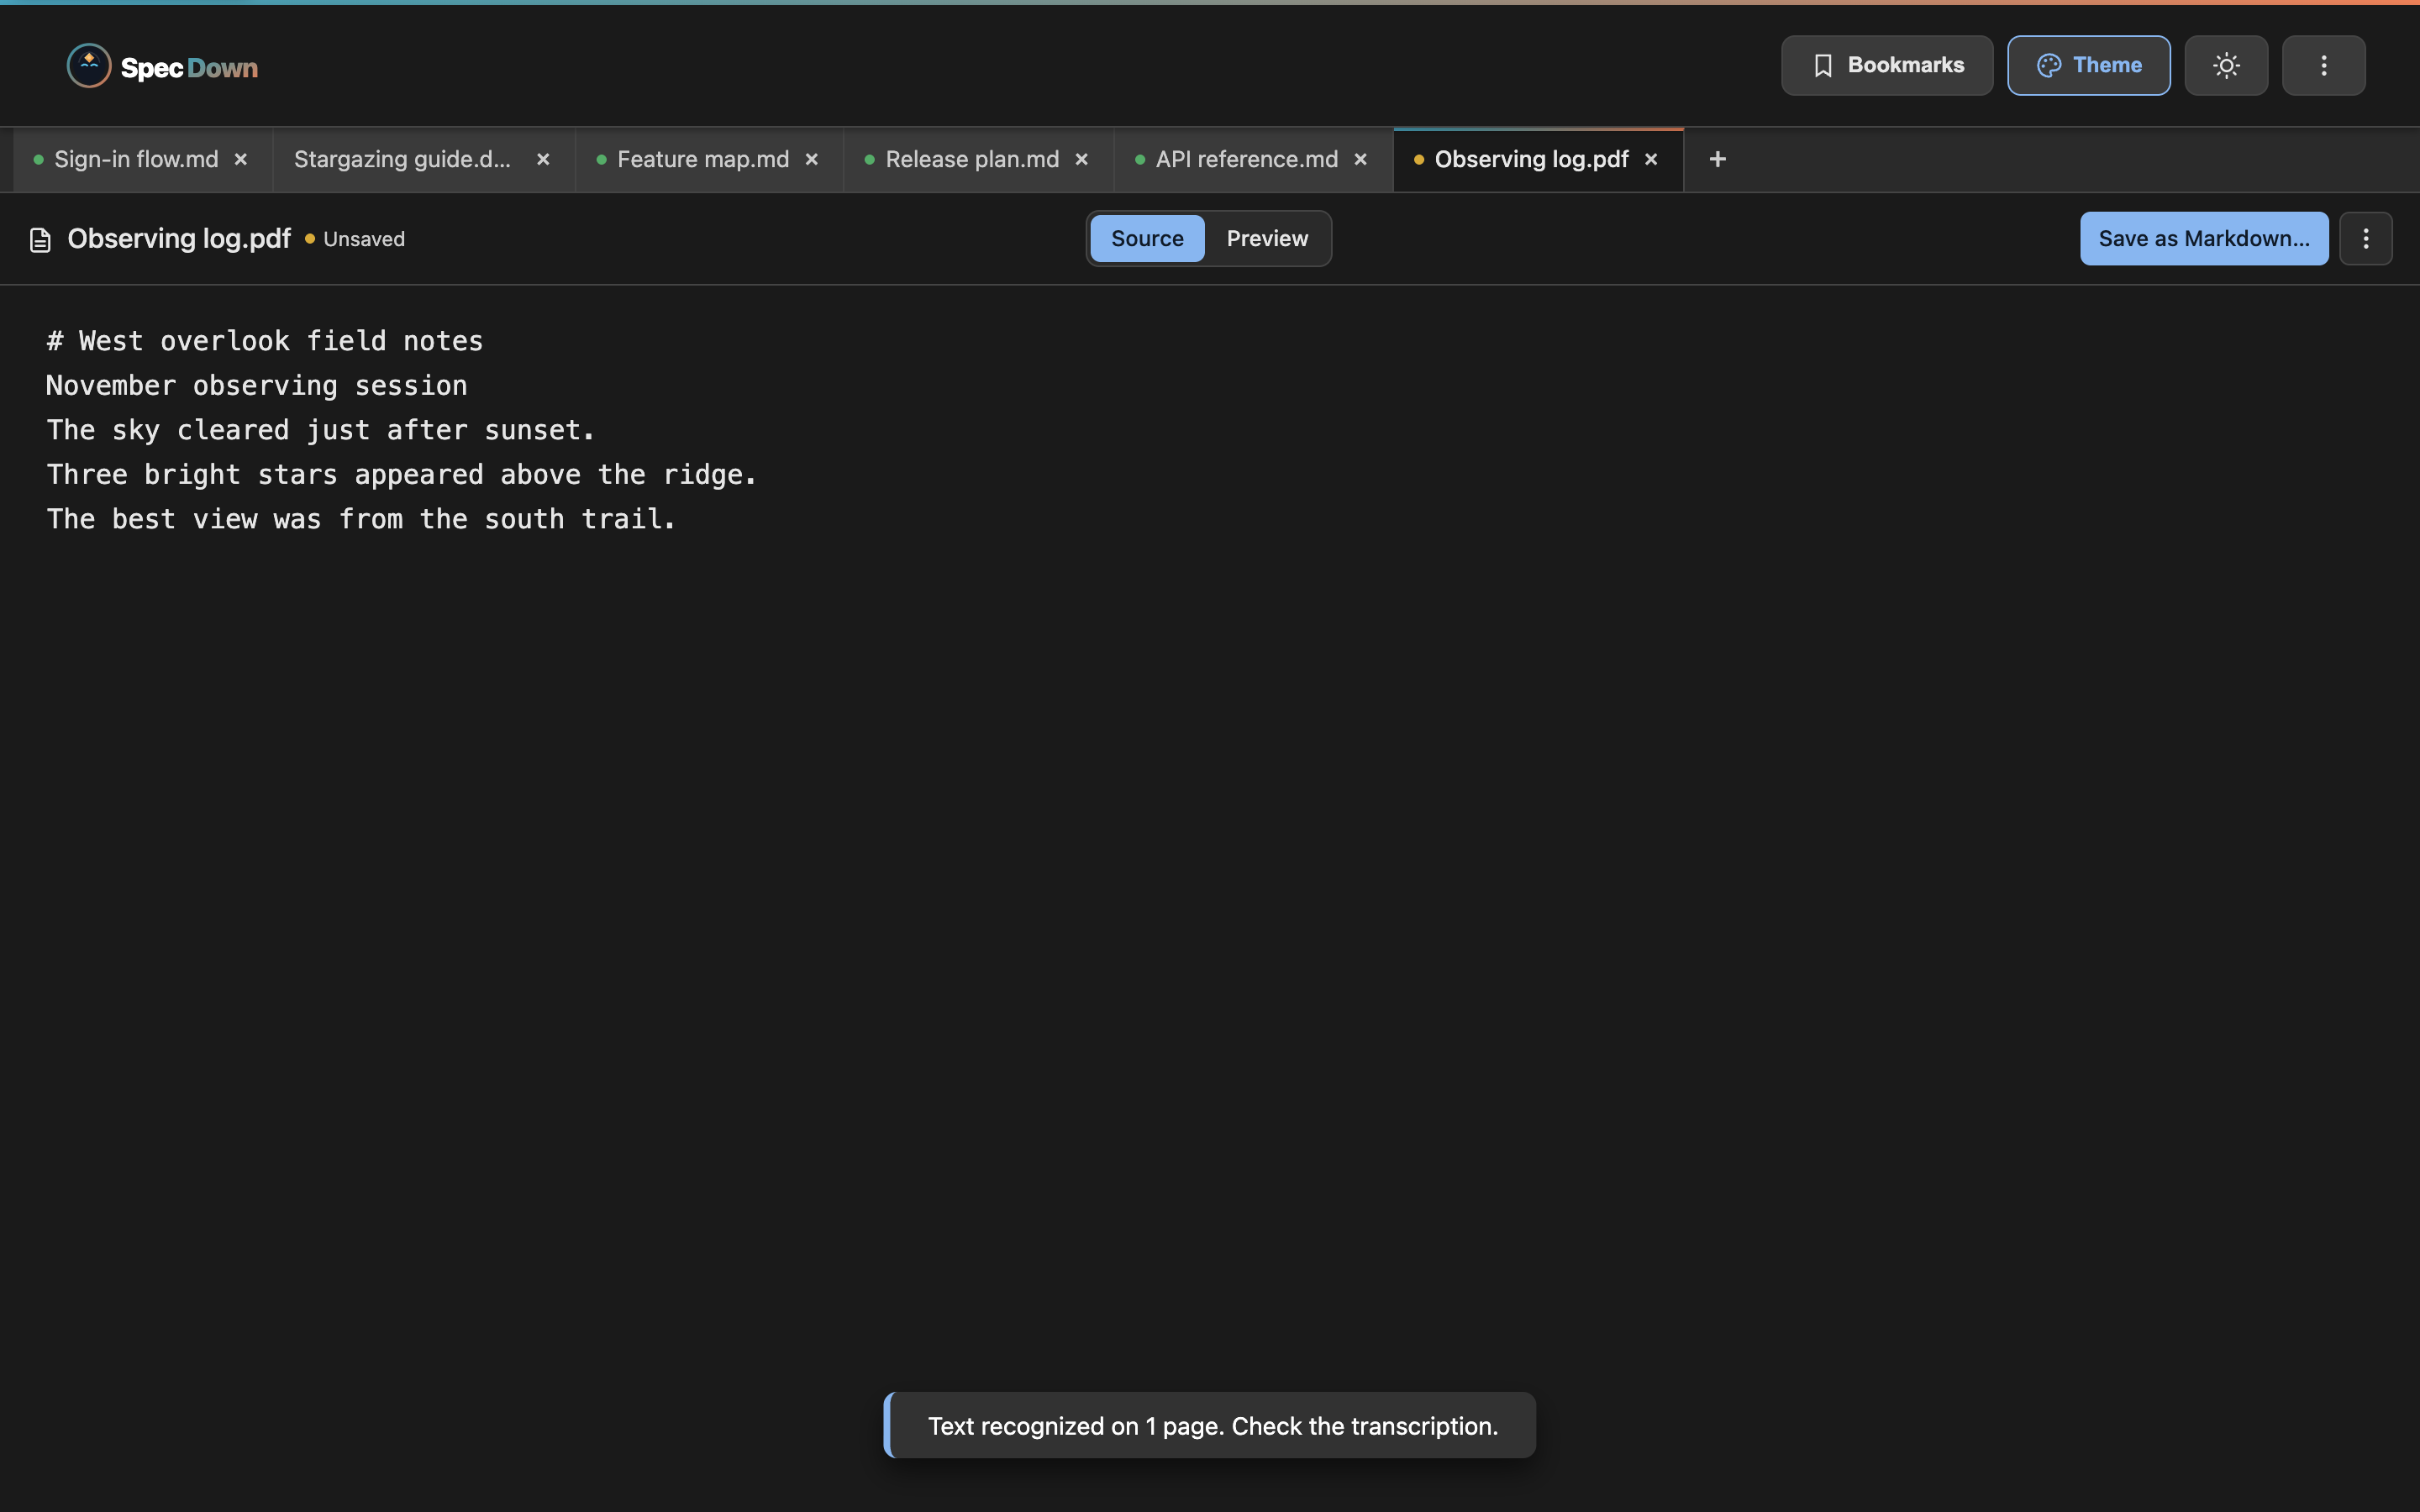 SpecDown
Bookmarks
Theme
Sign-in flow.md
Stargazing guide.d...
Feature map.md
Release plan.md
API reference.md
Observing log.pdf
Observing log.pdf
Unsaved
Source
Preview
Save as Markdown...
# West overlook field notes
November observing session
The sky cleared just after sunset.
Three bright stars appeared above the ridge.
The best view was from the south trail.
Text recognized on 1 page. Check the transcription.